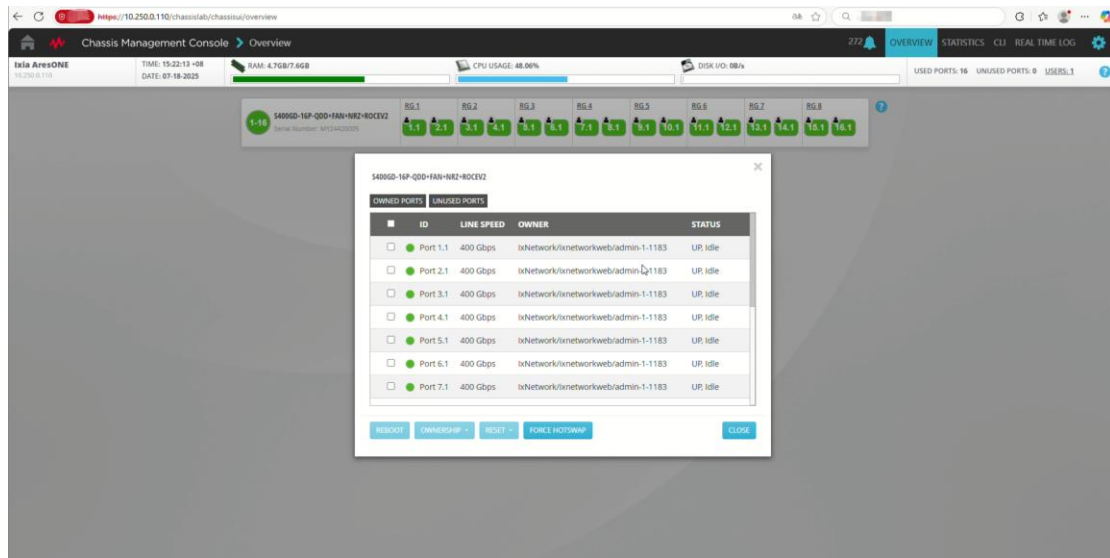 https://10.250.0.110/chassislab/chassisui/overview
Chassis Management Console > Overview
272
OVERVIEW STATISTICS CLI REAL TIME LOG
Ixia AresONE
10.250.0.110
TIME: 15:22:13 +08
DATE: 07-18-2025
RAM: 4.7GB/7.6GB
CPU USAGE: 48.06%
DISK I/O: 0B/s
USED PORTS: 16 UNUSED PORTS: 0 USERS: 1
1-16
S400GD-16P-QDD+FAN+NRZ+ROCEV2
RG 1 RG 2 RG 3 RG 4 RG 5 RG 6 RG 7 RG 8
1.1 2.1 3.1 4.1 5.1 6.1 7.1 8.1 9.1 10.1 11.1 12.1 13.1 14.1 15.1 16.1
S400GD-16P-QDD+FAN+NRZ+ROCEV2
OWNED PORTS UNUSED PORTS
ID LINE SPEED OWNER STATUS
Port 1.1 400 Gbps IxNetwork/ixnetworkweb/admin-1-1183 UP, Idle
Port 2.1 400 Gbps IxNetwork/ixnetworkweb/admin-1-1183 UP, Idle
Port 3.1 400 Gbps IxNetwork/ixnetworkweb/admin-1-1183 UP, Idle
Port 4.1 400 Gbps IxNetwork/ixnetworkweb/admin-1-1183 UP, Idle
Port 5.1 400 Gbps IxNetwork/ixnetworkweb/admin-1-1183 UP, Idle
Port 6.1 400 Gbps IxNetwork/ixnetworkweb/admin-1-1183 UP, Idle
Port 7.1 400 Gbps IxNetwork/ixnetworkweb/admin-1-1183 UP, Idle
REBOOT OWNERSHIP RESET FORCE HOTSWAP CLOSE